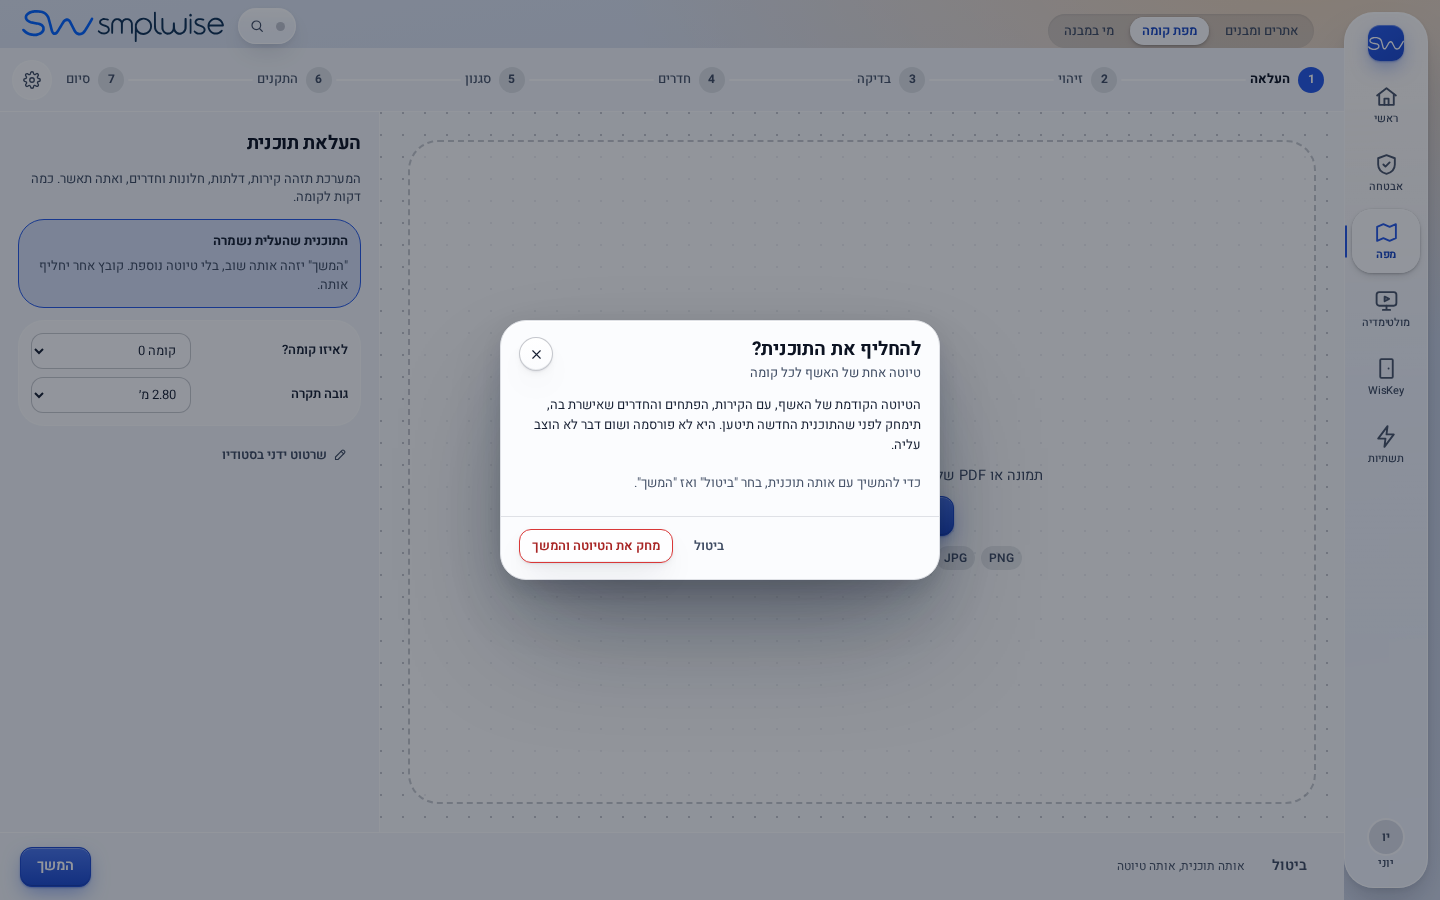 smplwise
אתרים ומבנים
מפת קומה
מי במבנה
1 העלאה
2 זיהוי
3 בדיקה
4 חדרים
5 סגנון
6 התקנים
7 סיום
ראשי
אבטחה
מפה
מולטימדיה
WisKey
תשתיות
יו
יוני
העלאת תוכנית
המערכת תזהה קירות, דלתות, חלונות וחדרים, ואתה תאשר. כמה
דקות לקומה.
התוכנית שהעלית נשמרה
"המשך" יזהה אותה שוב, בלי טיוטה נוספת. קובץ אחר יחליף
אותה.
לאיזו קומה?
קומה 0
גובה תקרה
2.80 מ'
שרטוט ידני בסטודיו
תמונה או PDF של
PNG
JPG
להחליף את התוכנית?
טיוטה אחת של האשף לכל קומה
הטיוטה הקודמת של האשף, עם הקירות, הפתחים והחדרים שאישרת בה,
תימחק לפני שהתוכנית החדשה תיטען. היא לא פורסמה ושום דבר לא הוצב
עליה.
כדי להמשיך עם אותה תוכנית, בחר "ביטול" ואז "המשך".
ביטול
מחק את הטיוטה והמשך
ביטול
אותה תוכנית, אותה טיוטה
המשך